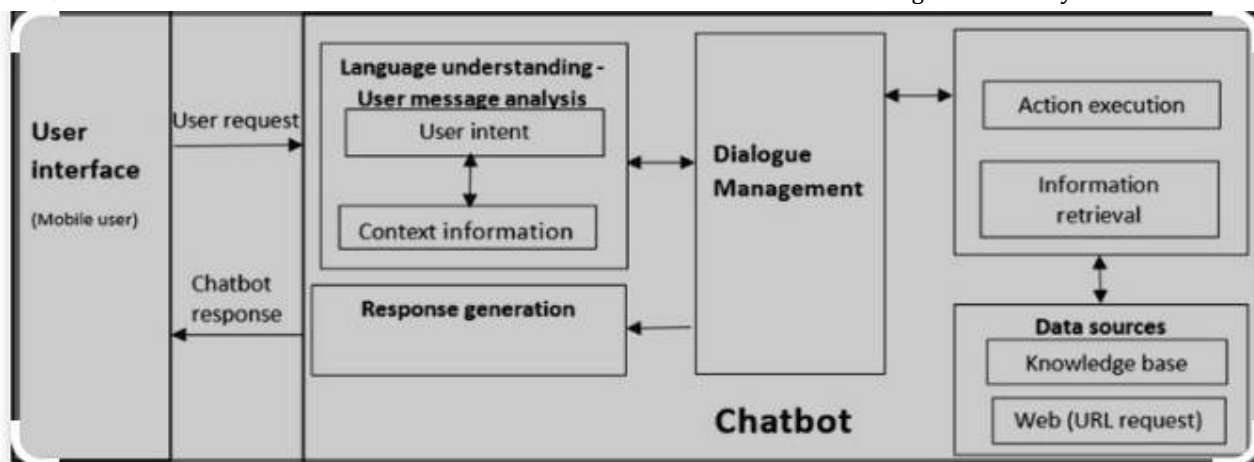 User
interface
(Mobile user)
User request
Chatbot
response
Language understanding -
User message analysis
User intent
Context information
Response generation
Dialogue
Management
Action execution
Information
retrieval
Data sources
Knowledge base
Web (URL request)
Chatbot